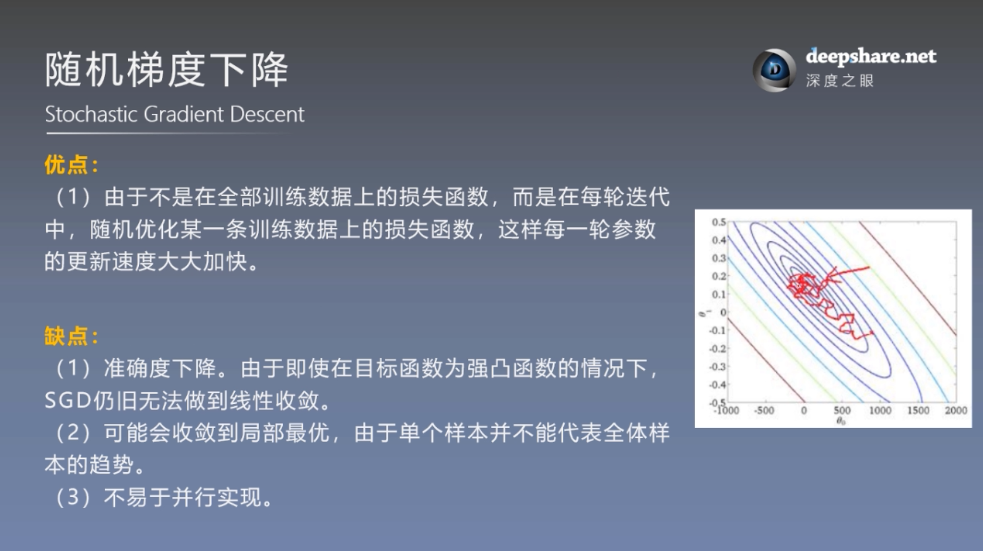 随机梯度下降
Stochastic Gradient Descent
deepshare.net
深度之眼
优点：
（1）由于不是在全部训练数据上的损失函数，而是在每轮迭代
中，随机优化某一条训练数据上的损失函数，这样每一轮参数
的更新速度大大加快。
缺点：
（1）准确度下降。由于即使在目标函数为强凸函数的情况下，
SGD仍旧无法做到线性收敛。
（2）可能会收敛到局部最优，由于单个样本并不能代表全体样
本的趋势。
（3）不易于并行实现。
0.5
0.4
0.3
0.2
0.1
0
-0.1
-0.2
-0.3
-0.4
-0.5
θ1
-1000 -500 0 500 1000 1500 2000
θ0